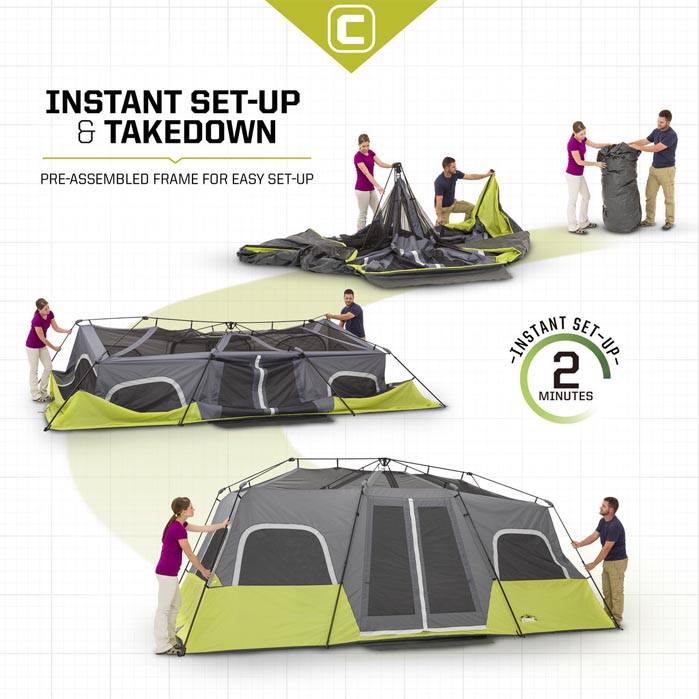 C
INSTANT SET-UP
& TAKEDOWN
PRE-ASSEMBLED FRAME FOR EASY SET-UP
-INSTANT SET-UP-
2
MINUTES